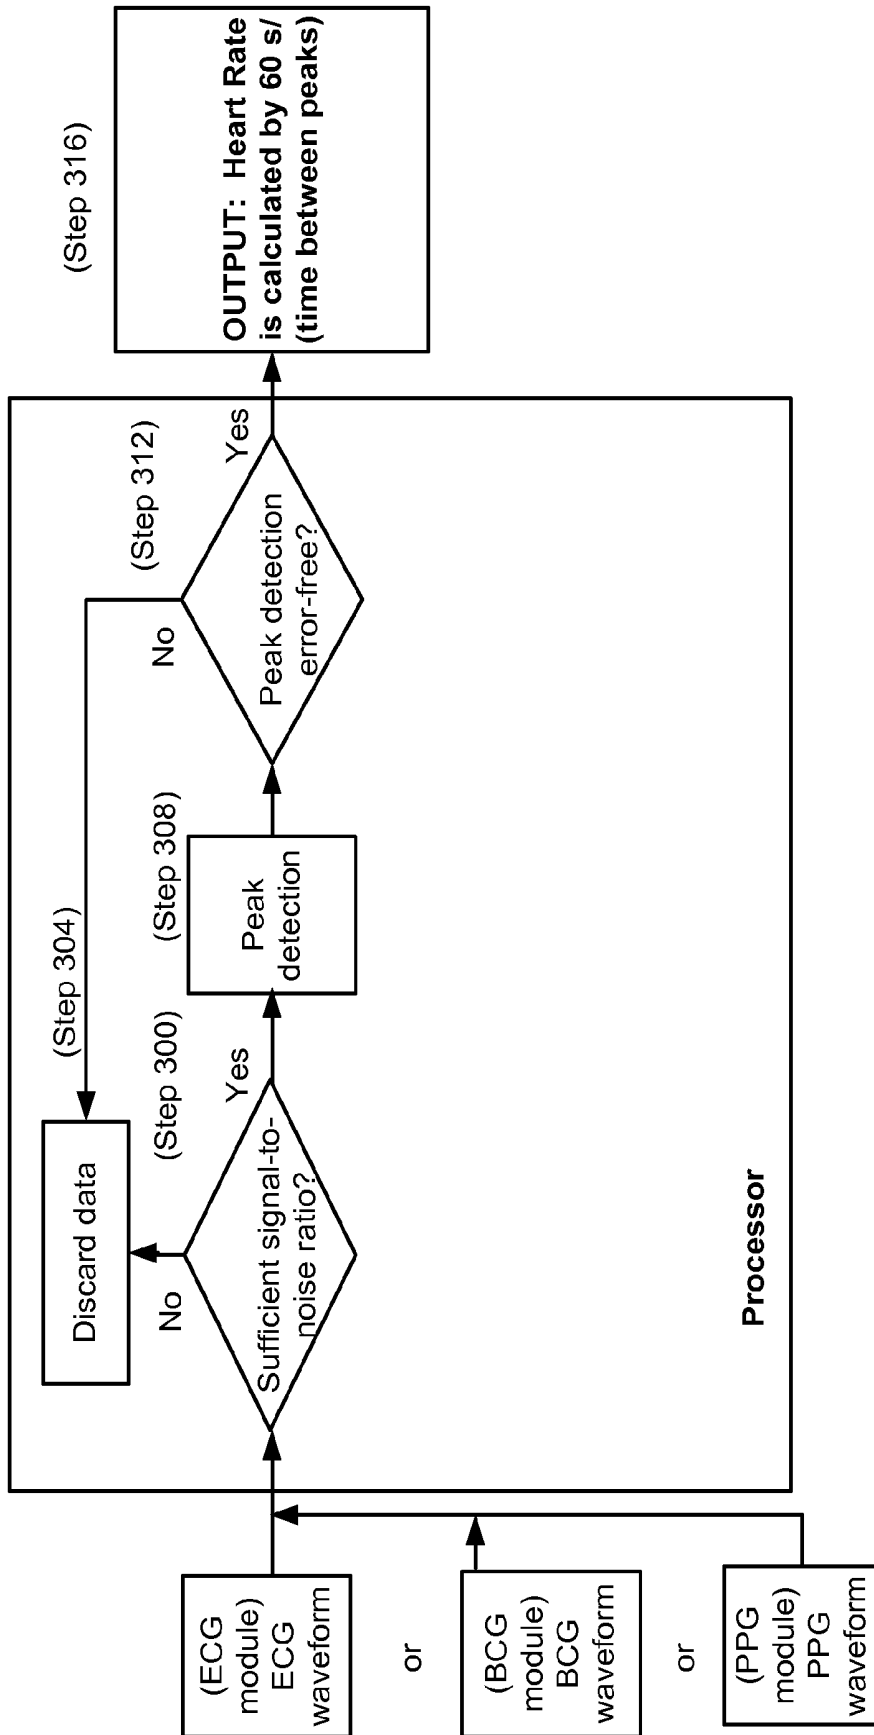 (ECG
module)
ECG
waveform
or
(BCG
module)
BCG
waveform
or
(PPG
module)
PPG
waveform
Sufficient signal-to-
noise ratio?
(Step 300)
No
Yes
Discard data
(Step 304)
(Step 308)
Peak
detection
(Step 312)
Peak detection
error-free?
No
Yes
Processor
(Step 316)
OUTPUT: Heart Rate
is calculated by 60 s/
(time between peaks)